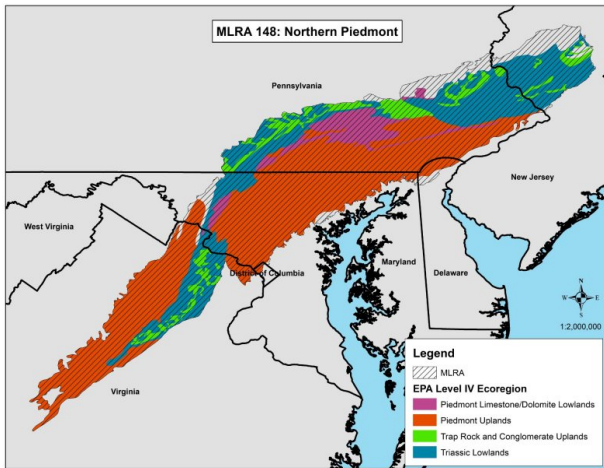 MLRA 148: Northern Piedmont
Pennsylvania
New Jersey
West Virginia
District of Columbia
Maryland
Delaware
Virginia
N
W E
S
1:2,000,000
Legend
MLRA
EPA Level IV Ecoregion
Piedmont Limestone/Dolomite Lowlands
Piedmont Uplands
Trap Rock and Conglomerate Uplands
Triassic Lowlands